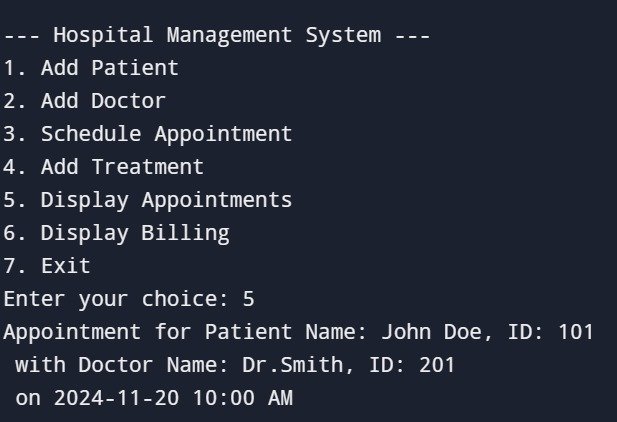 --- Hospital Management System ---
1. Add Patient
2. Add Doctor
3. Schedule Appointment
4. Add Treatment
5. Display Appointments
6. Display Billing
7. Exit
Enter your choice: 5
Appointment for Patient Name: John Doe, ID: 101
 with Doctor Name: Dr.Smith, ID: 201
 on 2024-11-20 10:00 AM